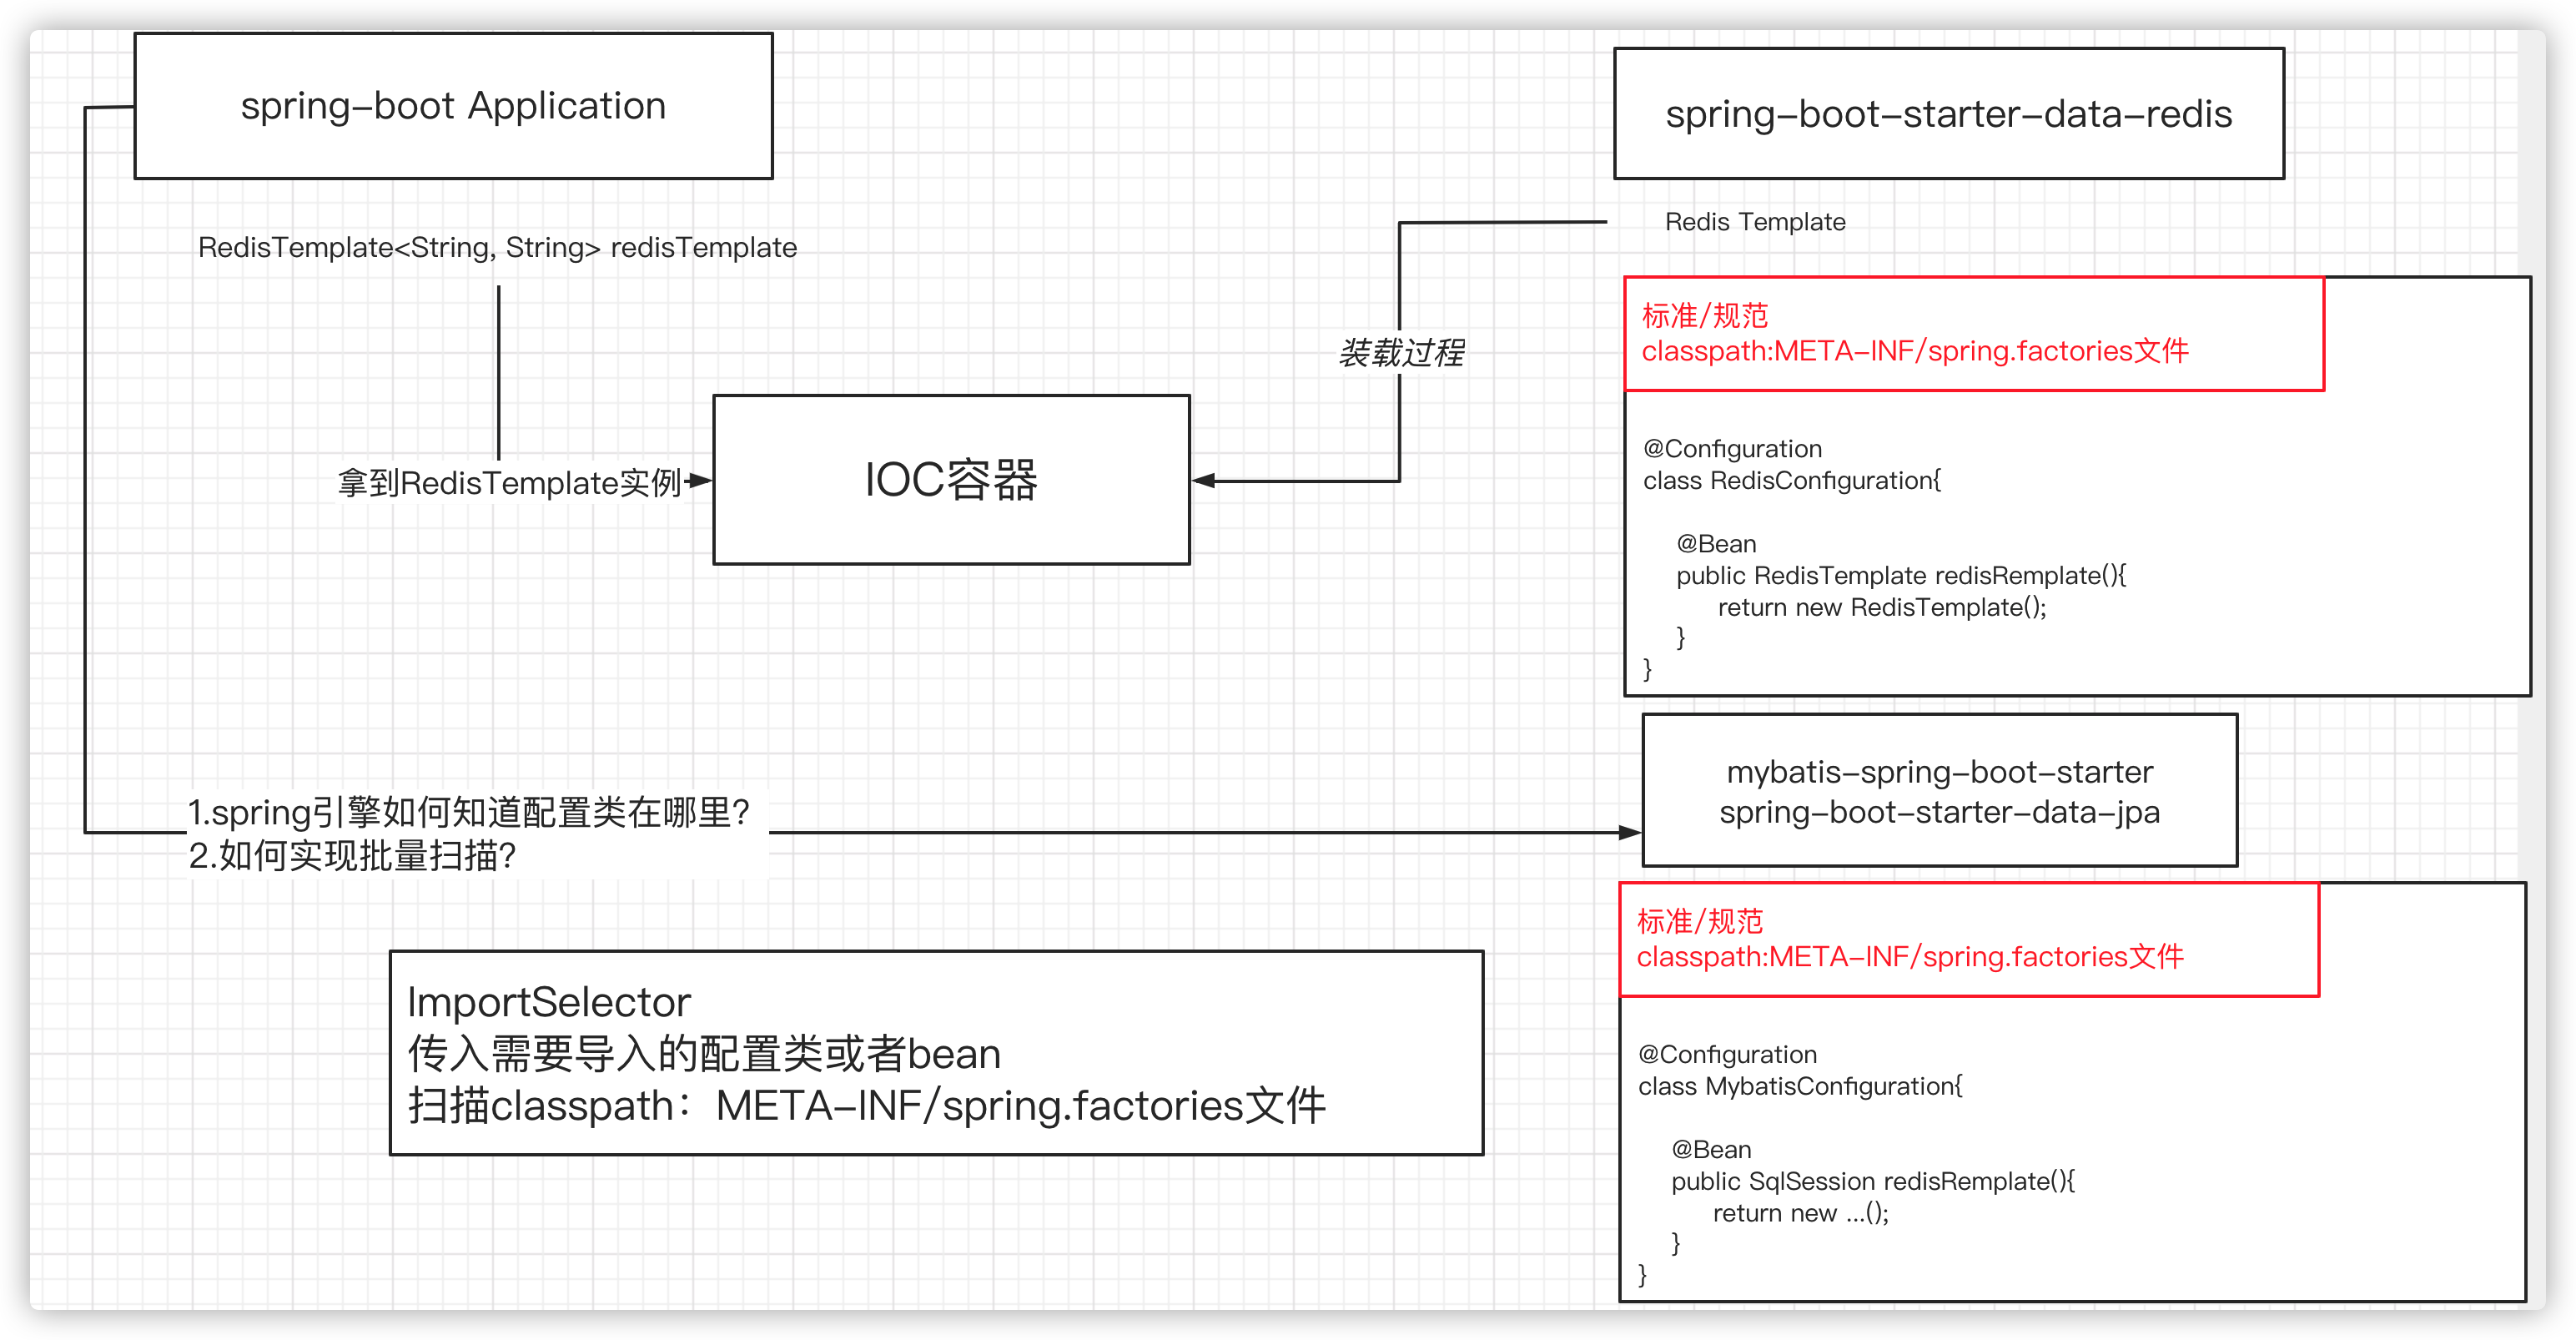 spring-boot Application
RedisTemplate<String, String> redisTemplate
拿到RedisTemplate实例
IOC容器
装载过程
spring-boot-starter-data-redis
Redis Template
标准/规范
classpath:META-INF/spring.factories文件
@Configuration
class RedisConfiguration{
@Bean
public RedisTemplate redisRemplate(){
return new RedisTemplate();
}
}
1.spring引擎如何知道配置类在哪里?
2.如何实现批量扫描?
mybatis-spring-boot-starter
spring-boot-starter-data-jpa
ImportSelector
传入需要导入的配置类或者bean
扫描classpath：META-INF/spring.factories文件
标准/规范
classpath:META-INF/spring.factories文件
@Configuration
class MybatisConfiguration{
@Bean
public SqlSession redisRemplate(){
return new ...();
}
}